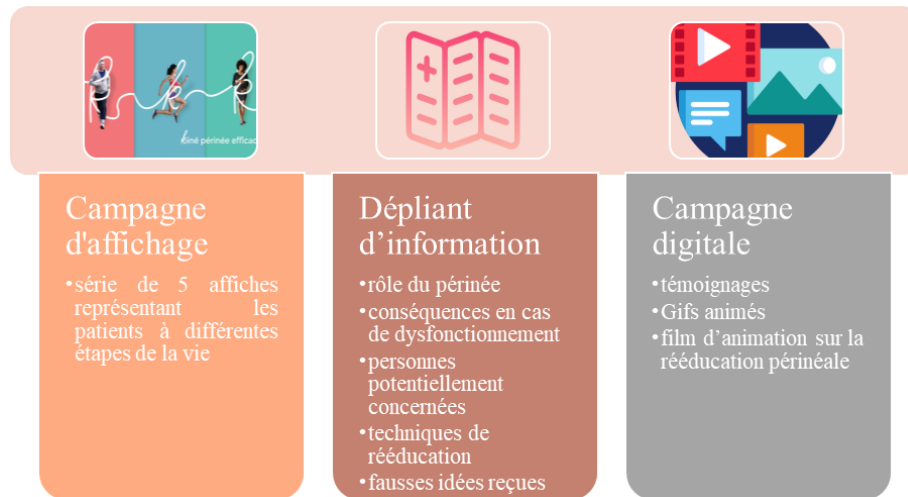 kiné périnée efficac
Campagne
d'affichage
•série de 5 affiches
représentant les
patients à différentes
étapes de la vie
Dépliant
d’information
•rôle du périnée
•conséquences en cas
de dysfonctionnement
•personnes
potentiellement
concernées
•techniques de
rééducation
•fausses idées reçues
Campagne
digitale
•témoignages
•Gifs animés
•film d’animation sur la
rééducation périnéale